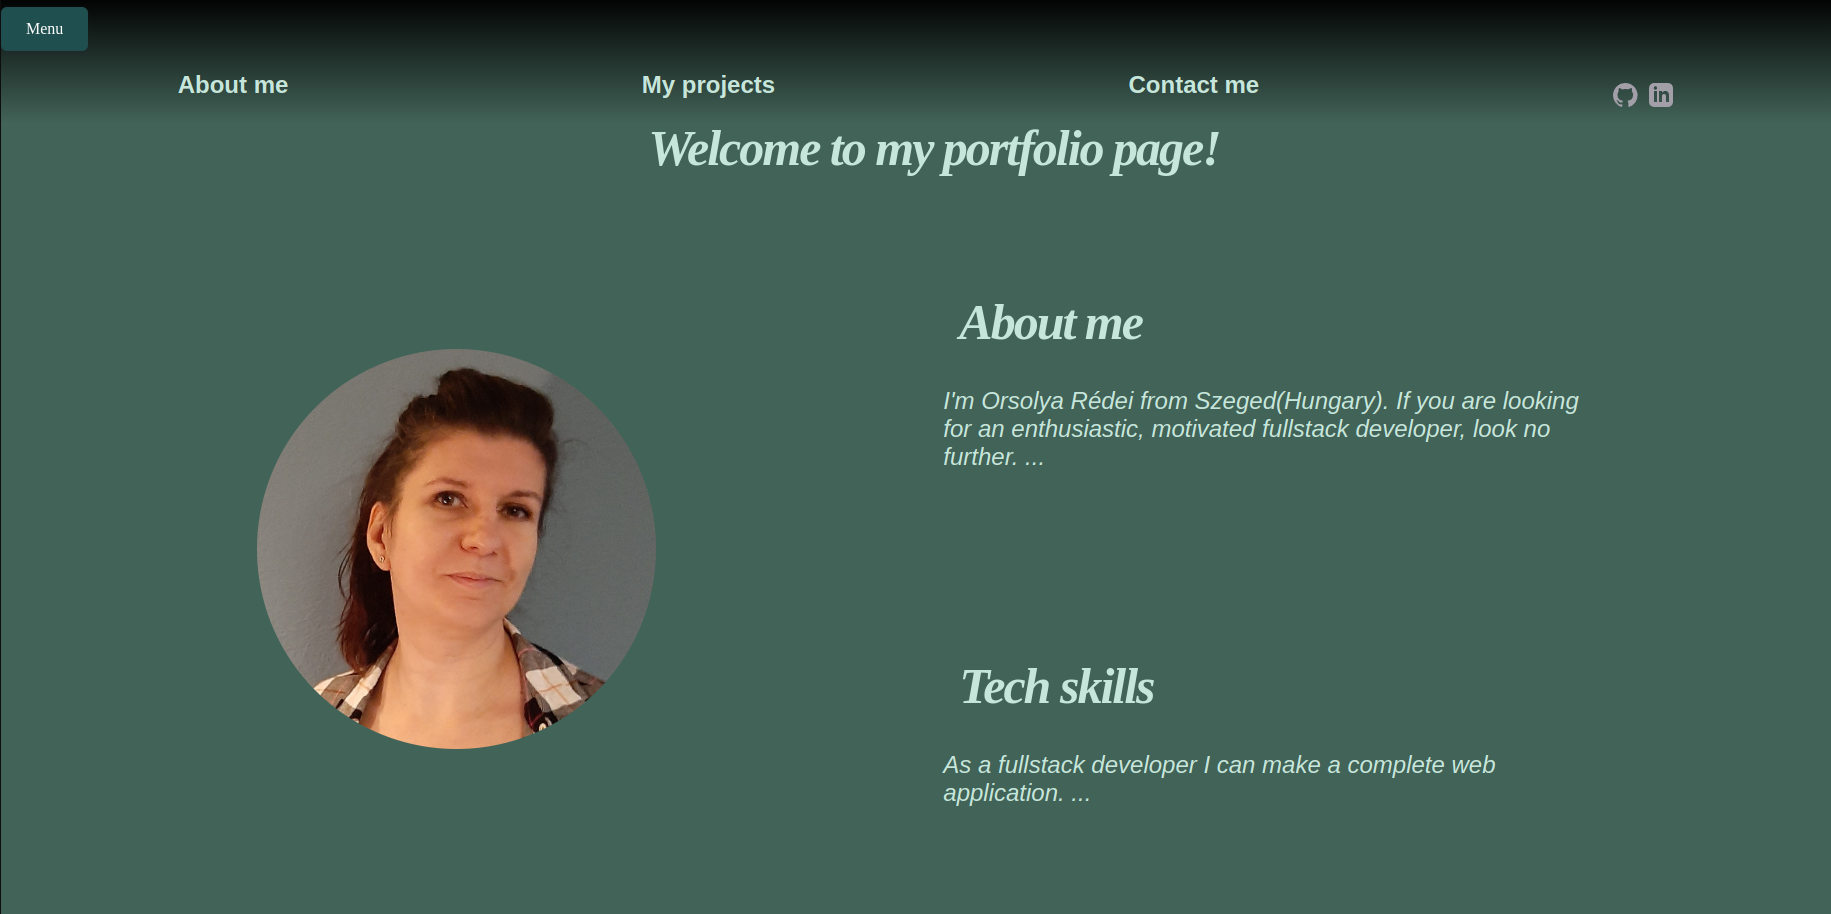 Menu
About me
My projects
Contact me
Welcome to my portfolio page!
About me
I'm Orsolya Rédei from Szeged(Hungary). If you are looking
for an enthusiastic, motivated fullstack developer, look no
further. ...
Tech skills
As a fullstack developer I can make a complete web
application. ...